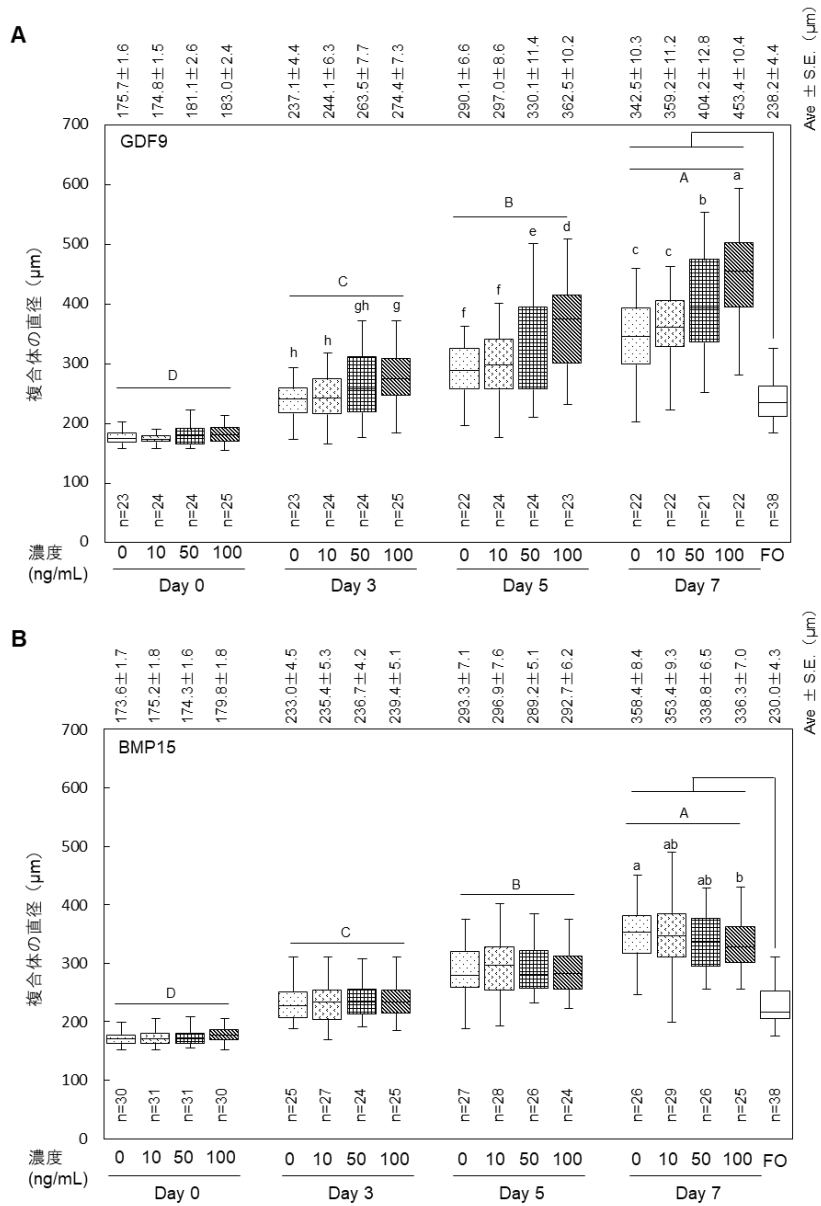 A
175.7±1.6 174.8±1.5 181.1±2.6 183.0±2.4 237.1±4.4 244.1±6.3 263.5±7.7 274.4±7.3 290.1±6.6 297.0±8.6 330.1±11.4 362.5±10.2 342.5±10.3 359.2±11.2 404.2±12.8 453.4±10.4 238.2±4.4 Ave ± S.E. (μm)
複合体の直径 (μm)
700
GDF9
600
500
400
300
200
100
0
A
a
b
c c
B
d
e
f f
C
g
gh
h h
D
n=23 n=24 n=24 n=25 n=23 n=24 n=24 n=25 n=22 n=24 n=24 n=23 n=22 n=22 n=21 n=22 n=38
濃度 0 10 50 100 0 10 50 100 0 10 50 100 0 10 50 100 FO
(ng/mL)
Day 0 Day 3 Day 5 Day 7
B
173.6±1.7 175.2±1.8 174.3±1.6 179.8±1.8 233.0±4.5 235.4±5.3 236.7±4.2 239.4±5.1 293.3±7.1 296.9±7.6 289.2±5.1 292.7±6.2 358.4±8.4 353.4±9.3 338.8±6.5 336.3±7.0 230.0±4.3 Ave ± S.E. (μm)
複合体の直径 (μm)
700
BMP15
600
500
400
300
200
100
0
A
a ab ab b
B
C
D
n=30 n=31 n=31 n=30 n=25 n=27 n=24 n=25 n=27 n=28 n=26 n=24 n=26 n=29 n=26 n=25 n=38
濃度 0 10 50 100 0 10 50 100 0 10 50 100 0 10 50 100 FO
(ng/mL)
Day 0 Day 3 Day 5 Day 7